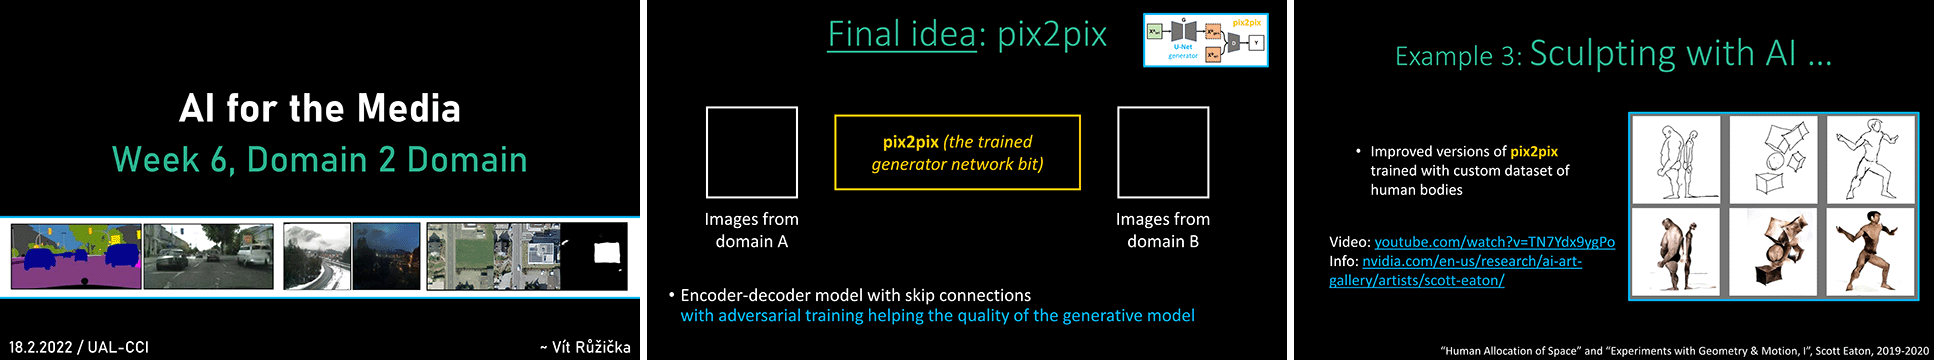 AI for the Media
Week 6, Domain 2 Domain
18.2.2022 / UAL-CCI
~ Vít Růžička
Final idea: pix2pix
G
pix2pix
U-Net
generator
D
Y
pix2pix (the trained
generator network bit)
Images from
domain A
Images from
domain B
• Encoder-decoder model with skip connections
with adversarial training helping the quality of the generative model
Example 3: Sculpting with AI ...
• Improved versions of pix2pix
trained with custom dataset of
human bodies
Video: youtube.com/watch?v=TN7Ydx9ygPo
Info: nvidia.com/en-us/research/ai-art-
gallery/artists/scott-eaton/
“Human Allocation of Space” and “Experiments with Geometry & Motion, I”, Scott Eaton, 2019-2020